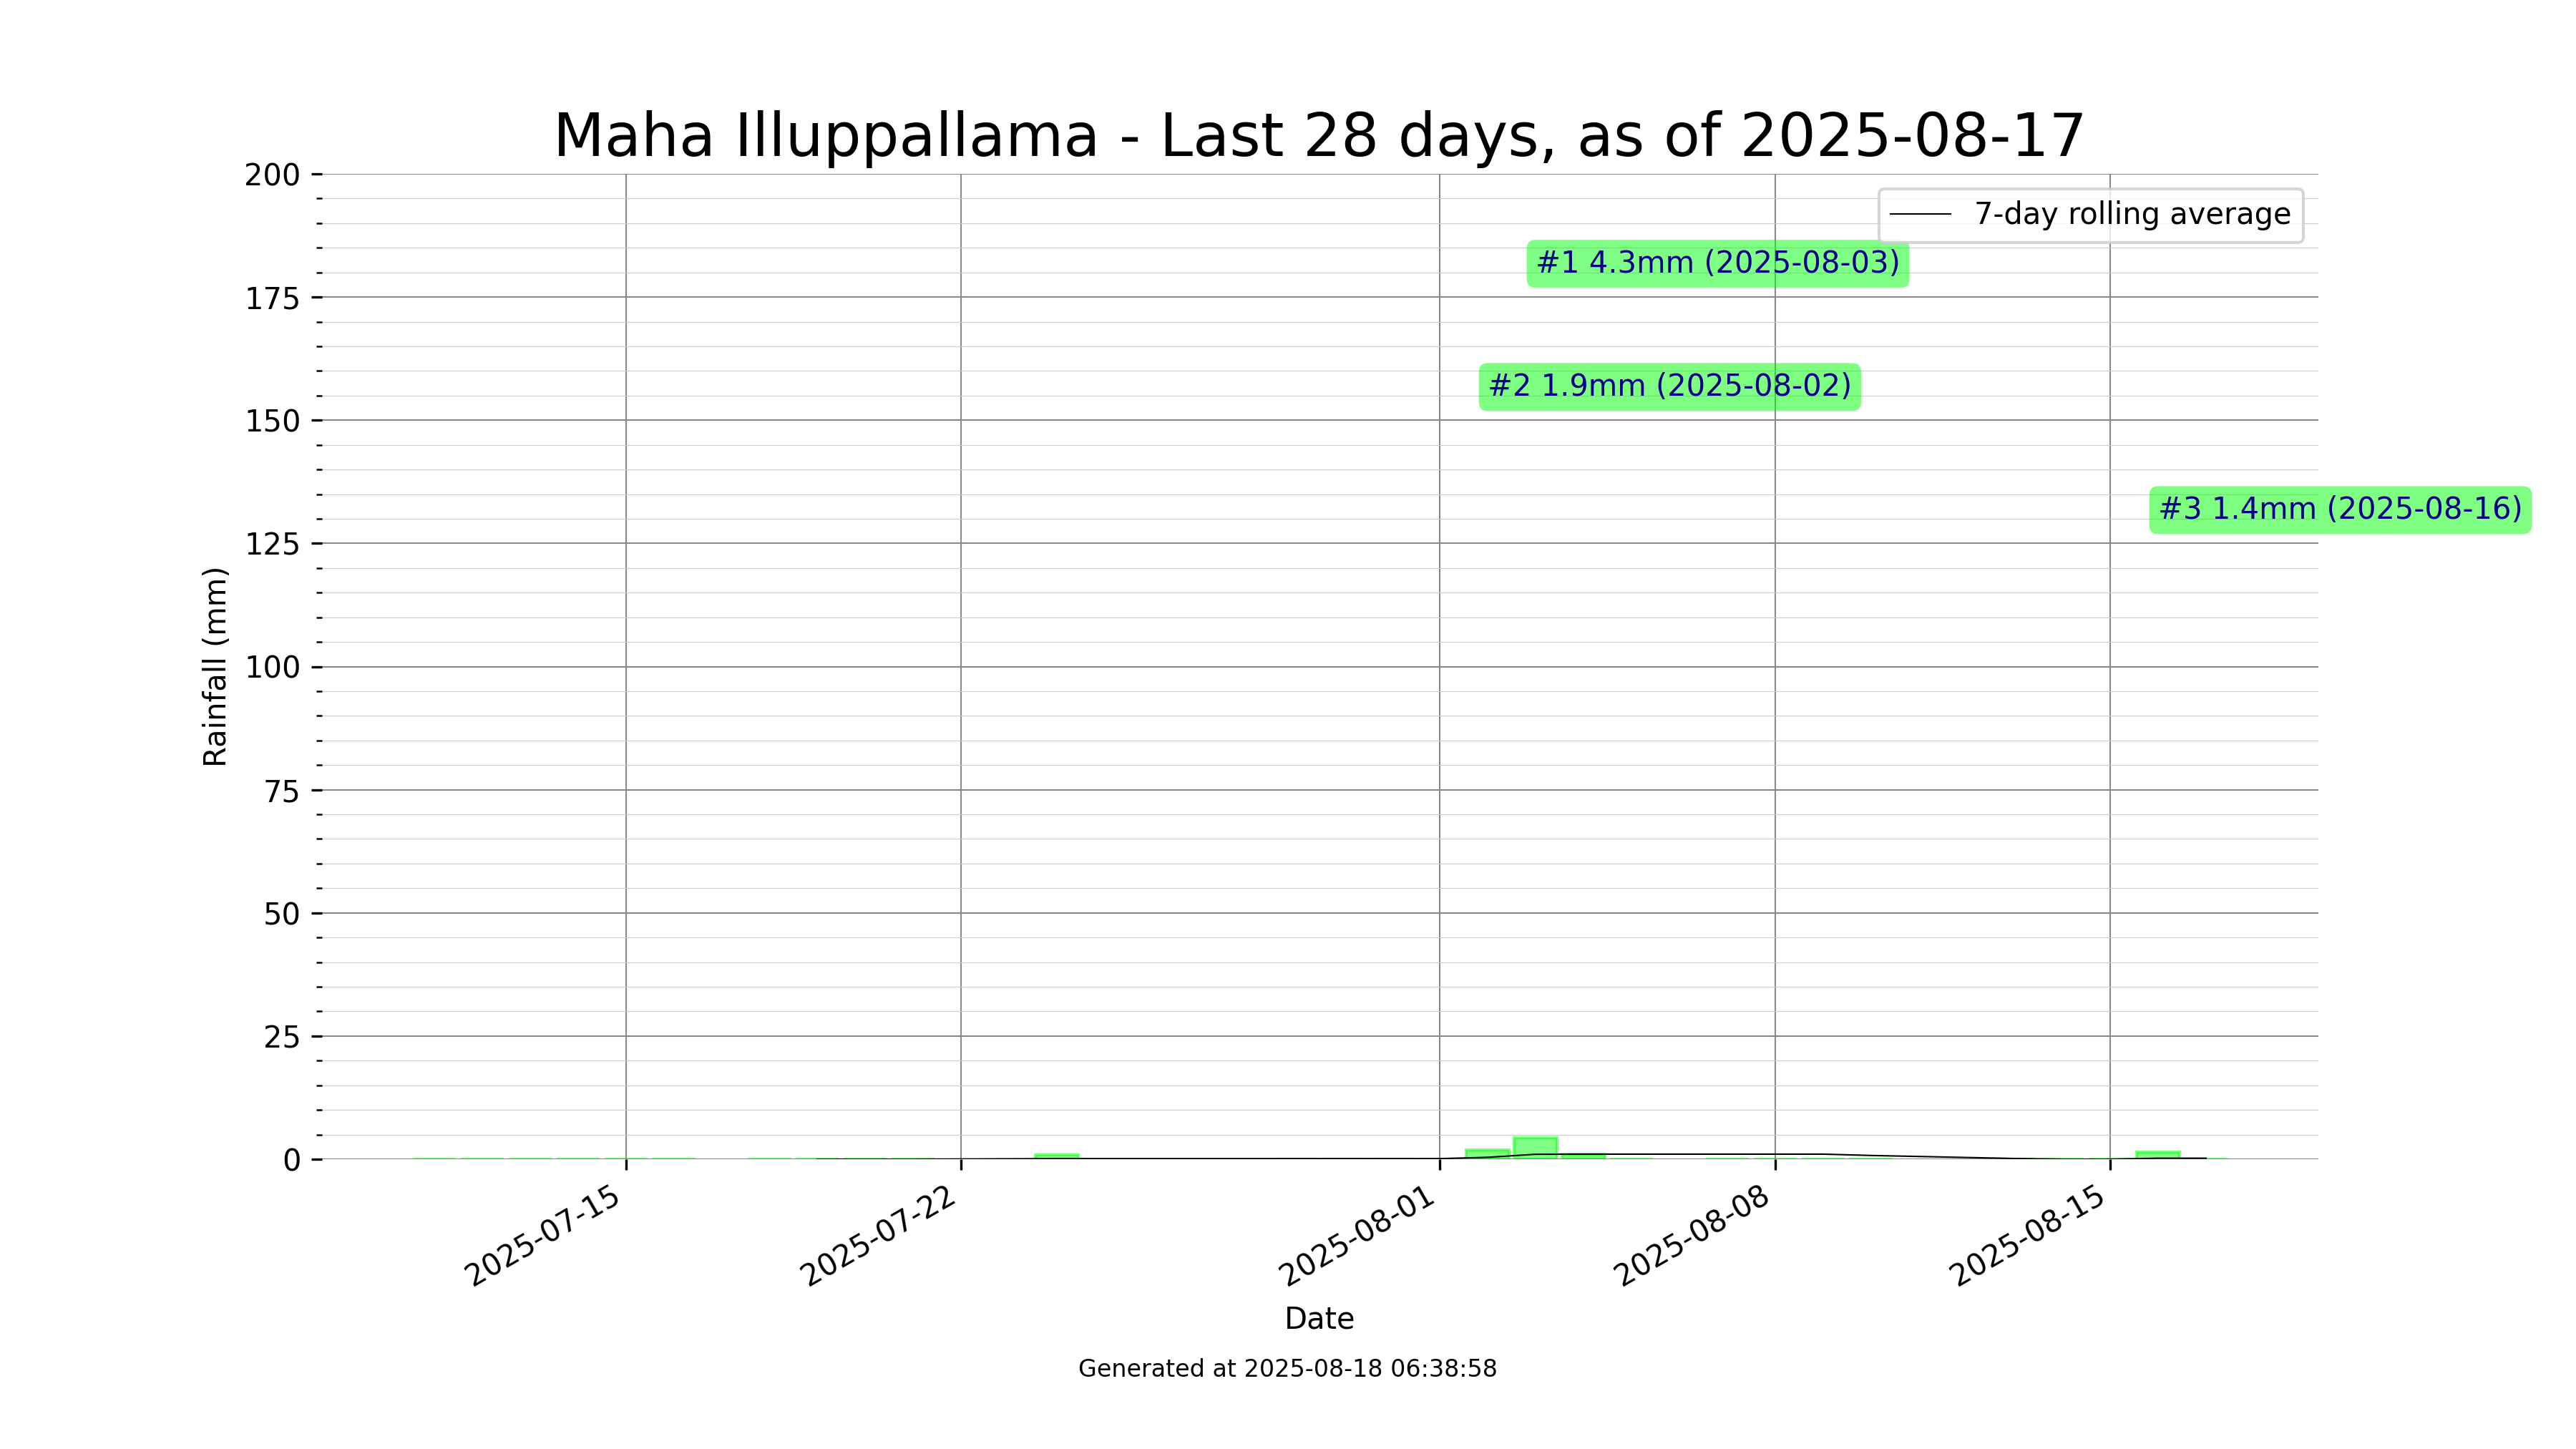 Maha Illuppallama - Last 28 days, as of 2025-08-17
7-day rolling average
#1 4.3mm (2025-08-03)
#2 1.9mm (2025-08-02)
#3 1.4mm (2025-08-16)
Rainfall (mm)
200
175
150
125
100
75
50
25
0
2025-07-15
2025-07-22
2025-08-01
2025-08-08
2025-08-15
Date
Generated at 2025-08-18 06:38:58